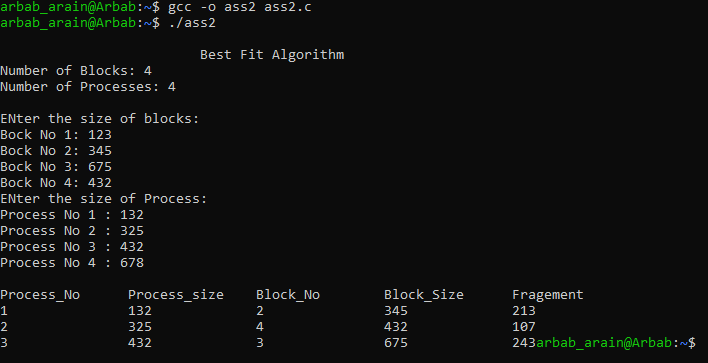 arbab_arain@Arbab:~$ gcc -o ass2 ass2.c
arbab_arain@Arbab:~$ ./ass2
Best Fit Algorithm
Number of Blocks: 4
Number of Processes: 4
ENter the size of blocks:
Bock No 1: 123
Bock No 2: 345
Bock No 3: 675
Bock No 4: 432
ENter the size of Process:
Process No 1 : 132
Process No 2 : 325
Process No 3 : 432
Process No 4 : 678
Process_No Process_size Block_No Block_Size Fragement
1 132 2 345 213
2 325 4 432 107
3 432 3 675 243arbab_arain@Arbab:~$